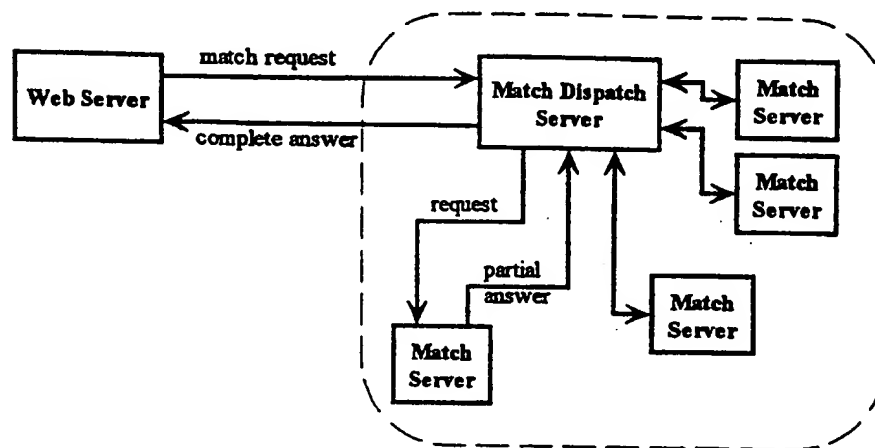 match request
Web Server
complete answer
Match Dispatch
Server
Match
Server
Match
Server
request
partial
answer
Match
Server
Match
Server